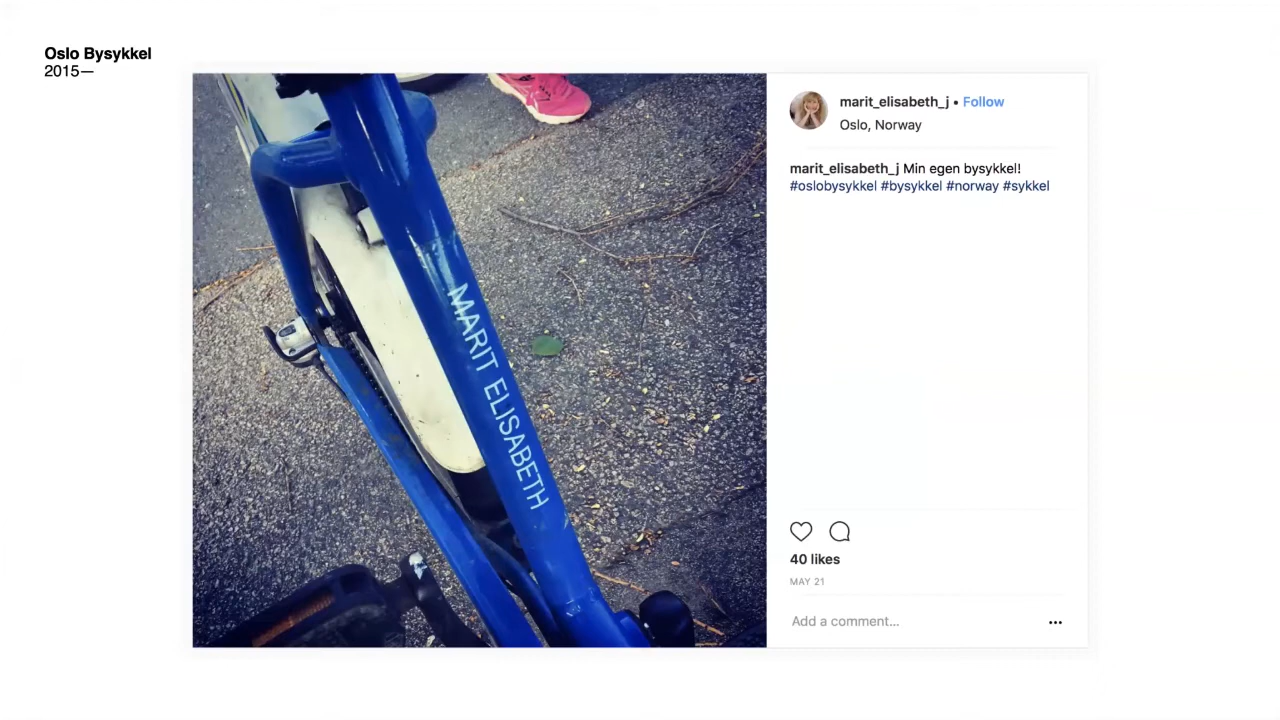 Oslo Bysykkel
2015—
MARIT ELISABETH
marit_elisabeth_j • Follow
Oslo, Norway
marit_elisabeth_j Min egen bysykkel!
#oslobysykkel #bysykkel #norway #sykkel
40 likes
MAY 21
Add a comment...